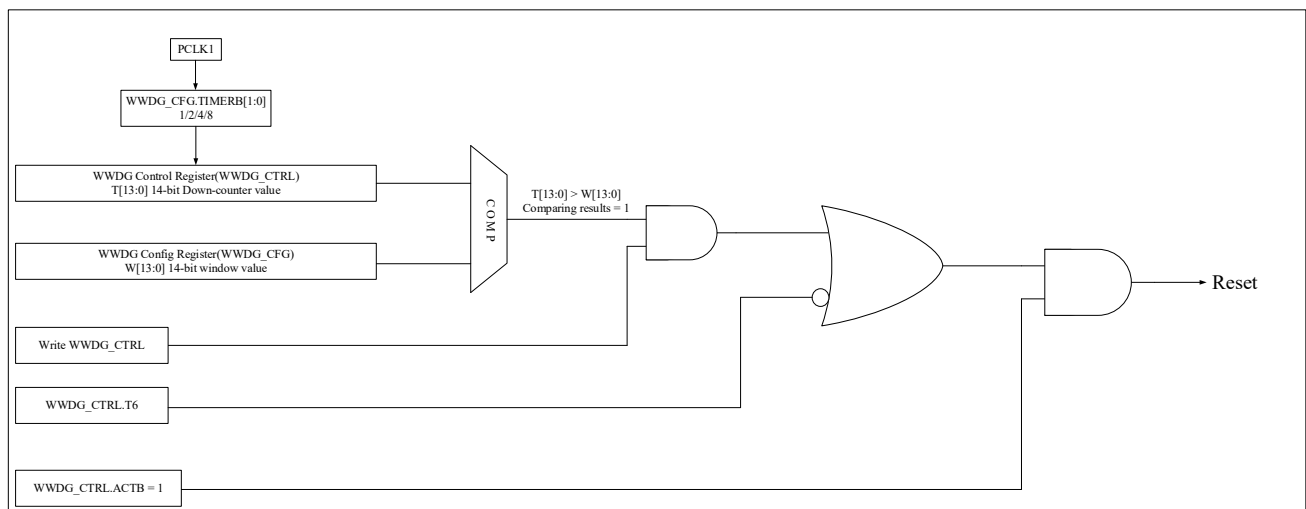 PCLK1
WWDG_CFG.TIMERB[1:0]
1/2/4/8
WWDG Control Register(WWDG_CTRL)
T[13:0] 14-bit Down-counter value
WWDG Config Register(WWDG_CFG)
W[13:0] 14-bit window value
COMP
T[13:0] > W[13:0]
Comparing results = 1
Reset
Write WWDG_CTRL
WWDG_CTRL.T6
WWDG_CTRL.ACTB = 1